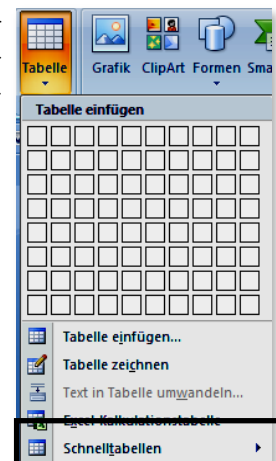 Tabelle Grafik ClipArt Formen Sma
Tabelle einfügen
Tabelle einfügen...
Tabelle zeichnen
Text in Tabelle umwandeln...
Excel-Kalkulationstabelle
Schnelltabellen